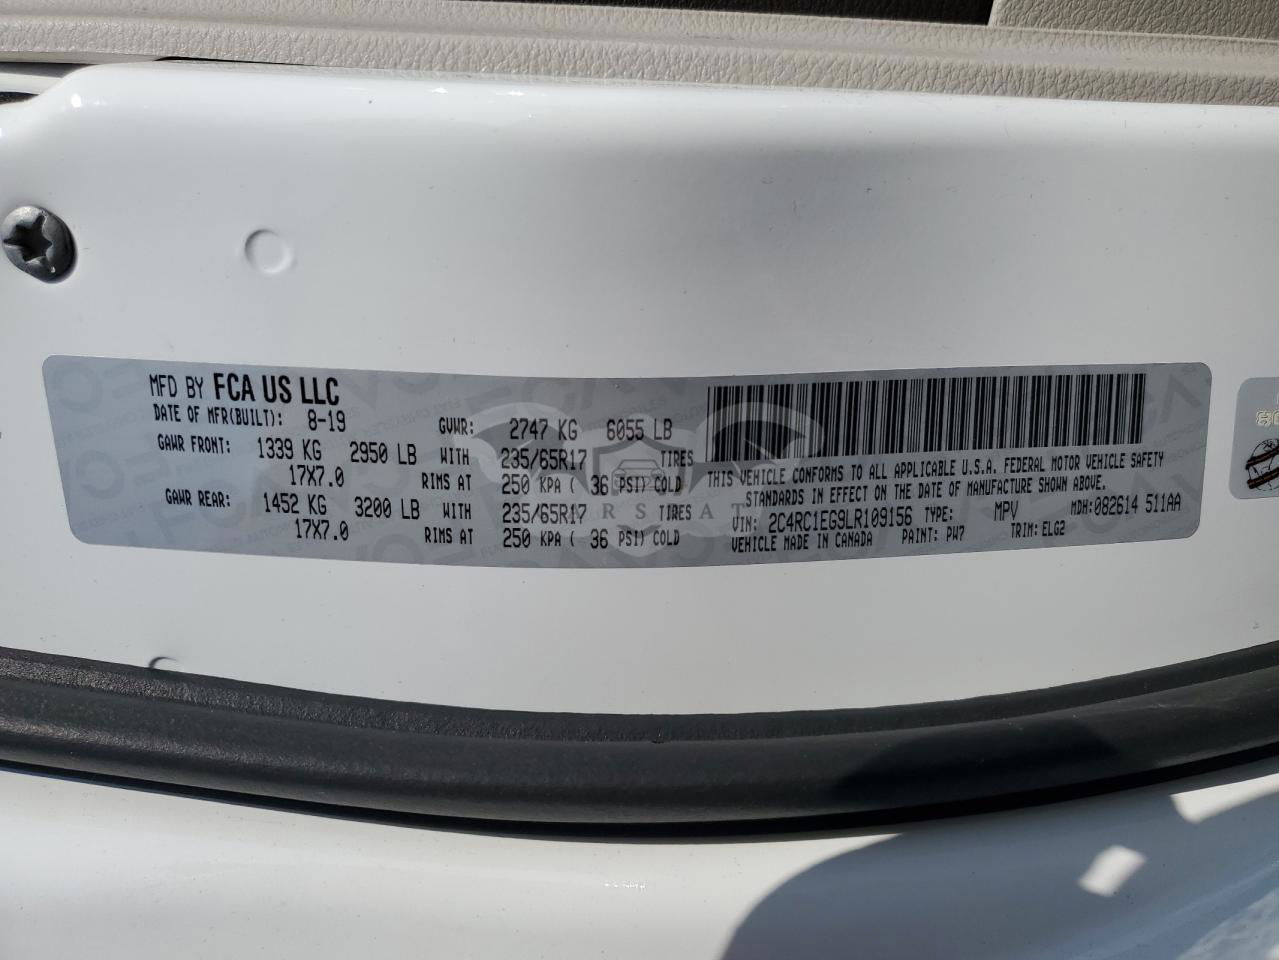 MFD BY FCA US LLC
DATE OF MFR(BUILT): 8-19 GVWR: 2747 KG 6055 LB
GAWR FRONT: 1339 KG 2950 LB WITH 235/65R17 TIRES
17X7.0 RIMS AT 250 KPA ( 36 PSI) COLD
GAWR REAR: 1452 KG 3200 LB WITH 235/65R17 TIRES
17X7.0 RIMS AT 250 KPA ( 36 PSI) COLD
THIS VEHICLE CONFORMS TO ALL APPLICABLE U.S.A. FEDERAL MOTOR VEHICLE SAFETY
STANDARDS IN EFFECT ON THE DATE OF MANUFACTURE SHOWN ABOVE.
VIN: 2C4RC1EG9LR109156 TYPE: MPV MDH:082614 511AA
VEHICLE MADE IN CANADA PAINT: PW7 TRIM: ELG2